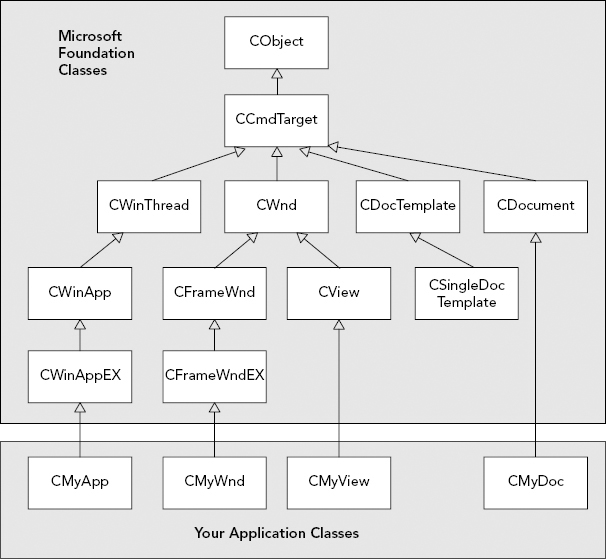 Microsoft
Foundation
Classes
CObject
CCmdTarget
CWinThread
CWnd
CDocTemplate
CDocument
CWinApp
CFrameWnd
CView
CSingleDoc
Template
CWinAppEX
CFrameWndEX
CMyApp
CMyWnd
CMyView
CMyDoc
Your Application Classes